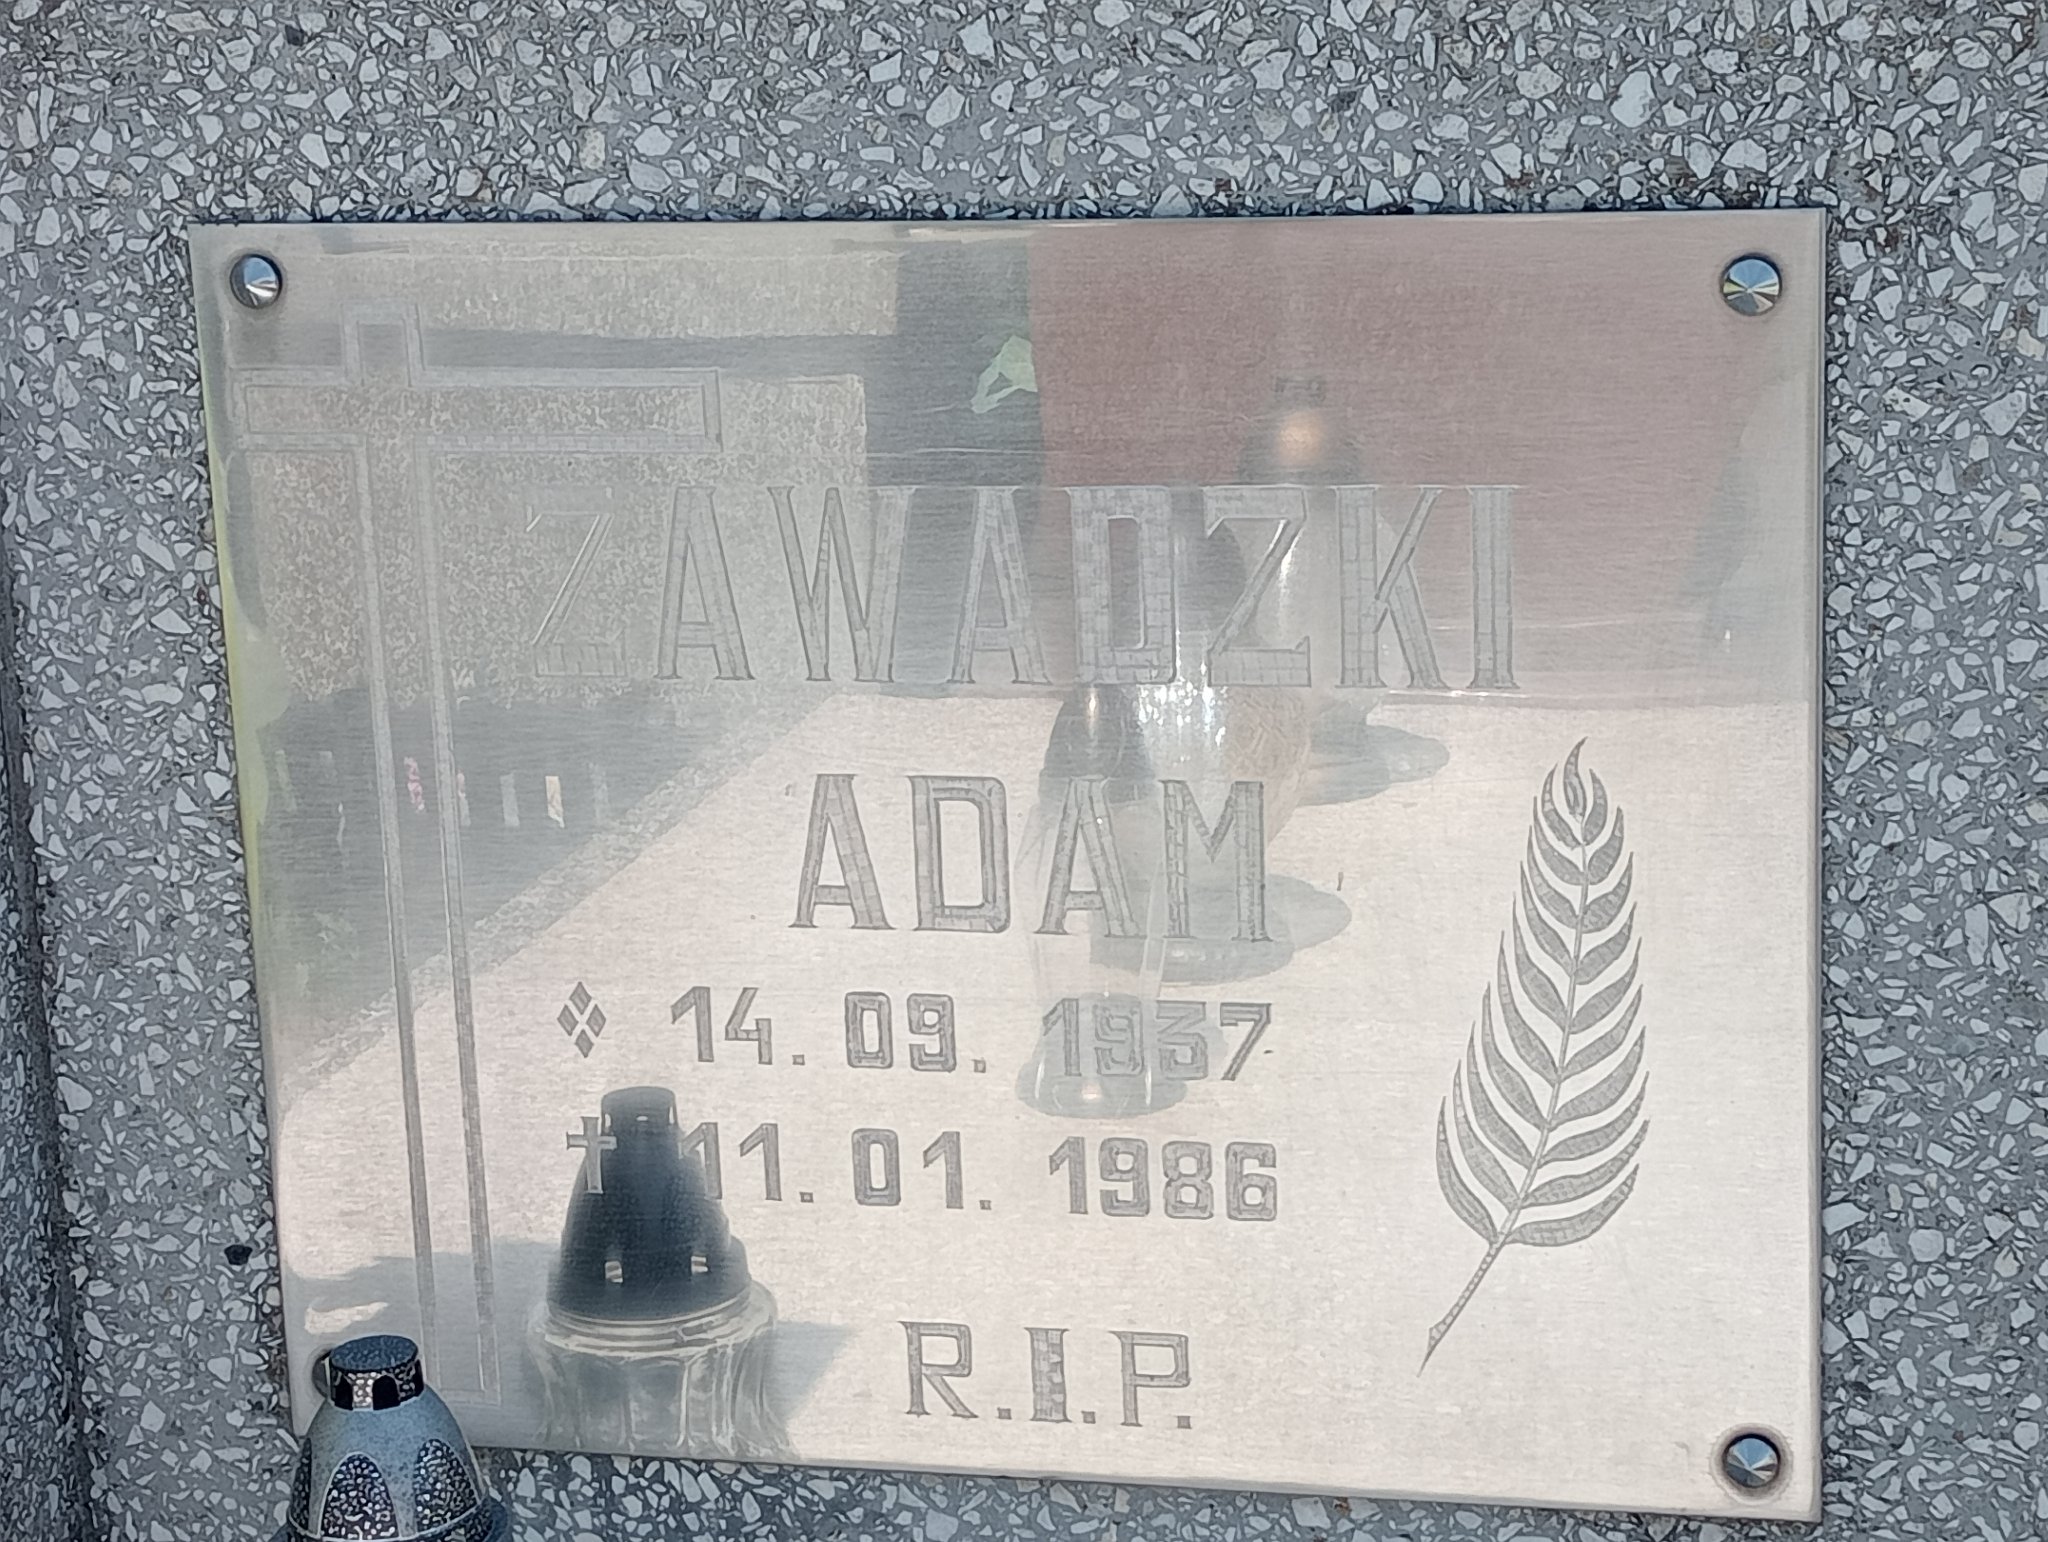 ZAWADZKI
ADAM
14. 09. 1937
† 11. 01. 1986
R.I.P.